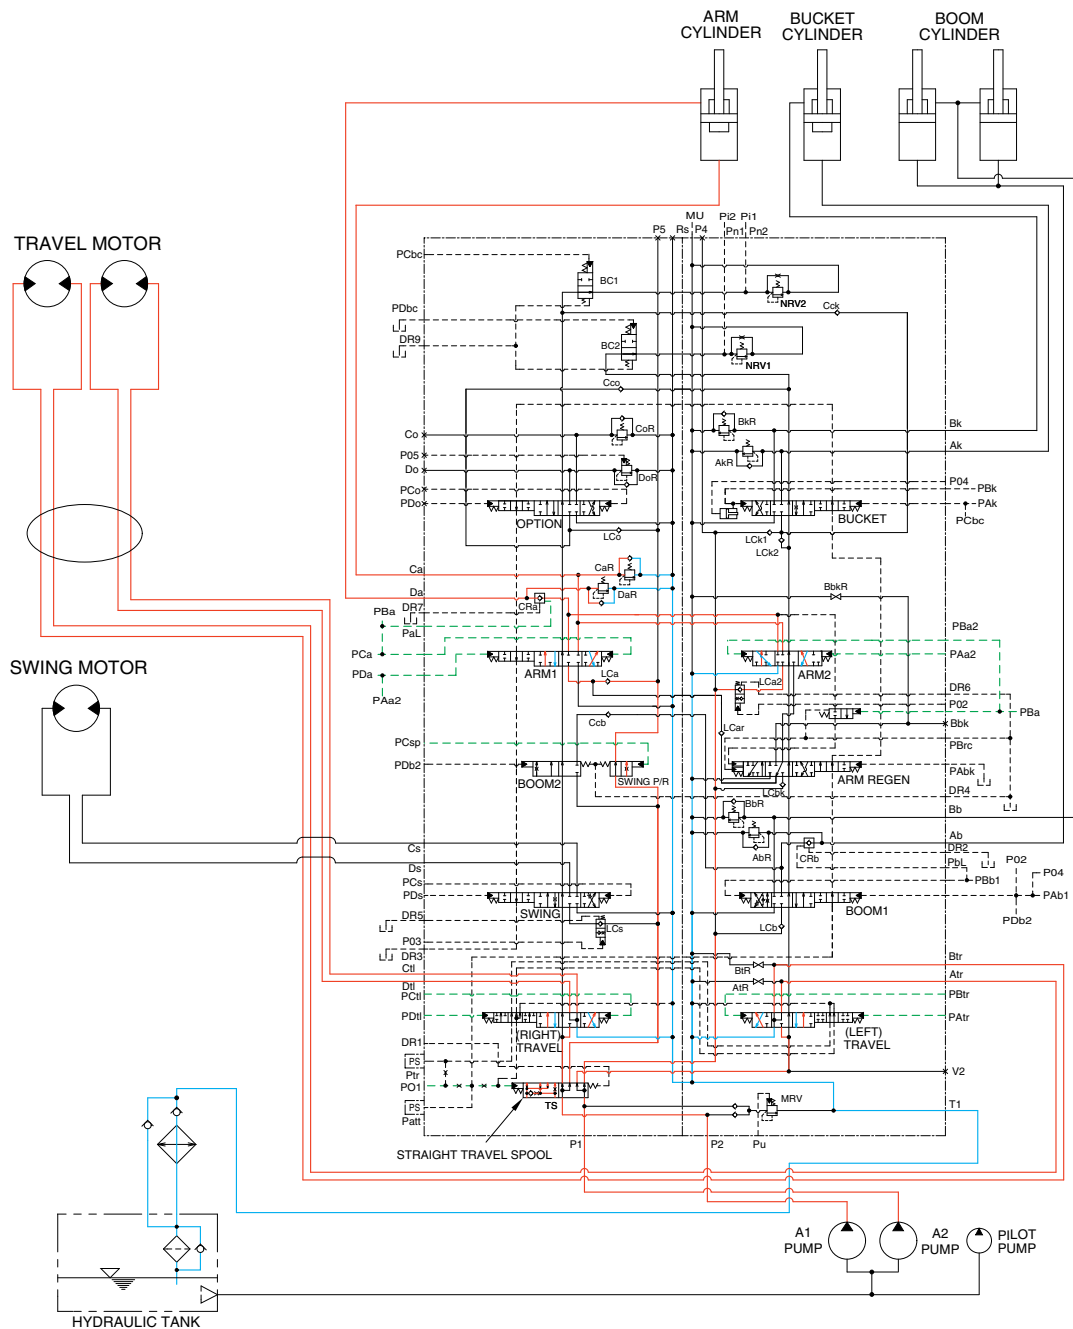 ARM
CYLINDER
BUCKET
CYLINDER
BOOM
CYLINDER
TRAVEL MOTOR
SWING MOTOR
MU Pi2 Pi1
P5 Rs P4 Pn1 Pn2
PCbc
BC1
NRV2
Cck
PDbc
DR9
BC2
NRV1
Cco
Co
CoR
BkR
Bk
P05
Do
DoR
AkR
Ak
PCo
PDo
OPTION
LCo
P04
PBk
PAk
PCbc
BUCKET
LCk1
LCk2
Ca
CaR
Da
DaR
DR7
CRa
PBa
PaL
BbkR
PBa2
PCa
PDa
PAa2
ARM1
LCa
ARM2
PAa2
LCa2
DR6
P02
PBa
Ccb
LCar
Bbk
PCsp
PDb2
BOOM2
SWING P/R
PBrc
ARM REGEN
PAbk
LCbk
DR4
BbR
Bb
AbR
CRb
Ab
Cs
Ds
DR2
PbL
P02
P04
PCs
PDs
SWING
PBb1
PAb1
PDb2
BOOM1
DR5
P03
LCs
LCb
DR3
Ctl
Btr
BtR
Dtl
Atr
AtR
PCtl
PBtr
PDtl
PAtr
(RIGHT)
TRAVEL
(LEFT)
TRAVEL
DR1
PS
Ptr
PO1
V2
TS
PS
Patt
MRV
T1
STRAIGHT TRAVEL SPOOL
P1
P2
Pu
A1
PUMP
A2
PUMP
PILOT
PUMP
HYDRAULIC TANK